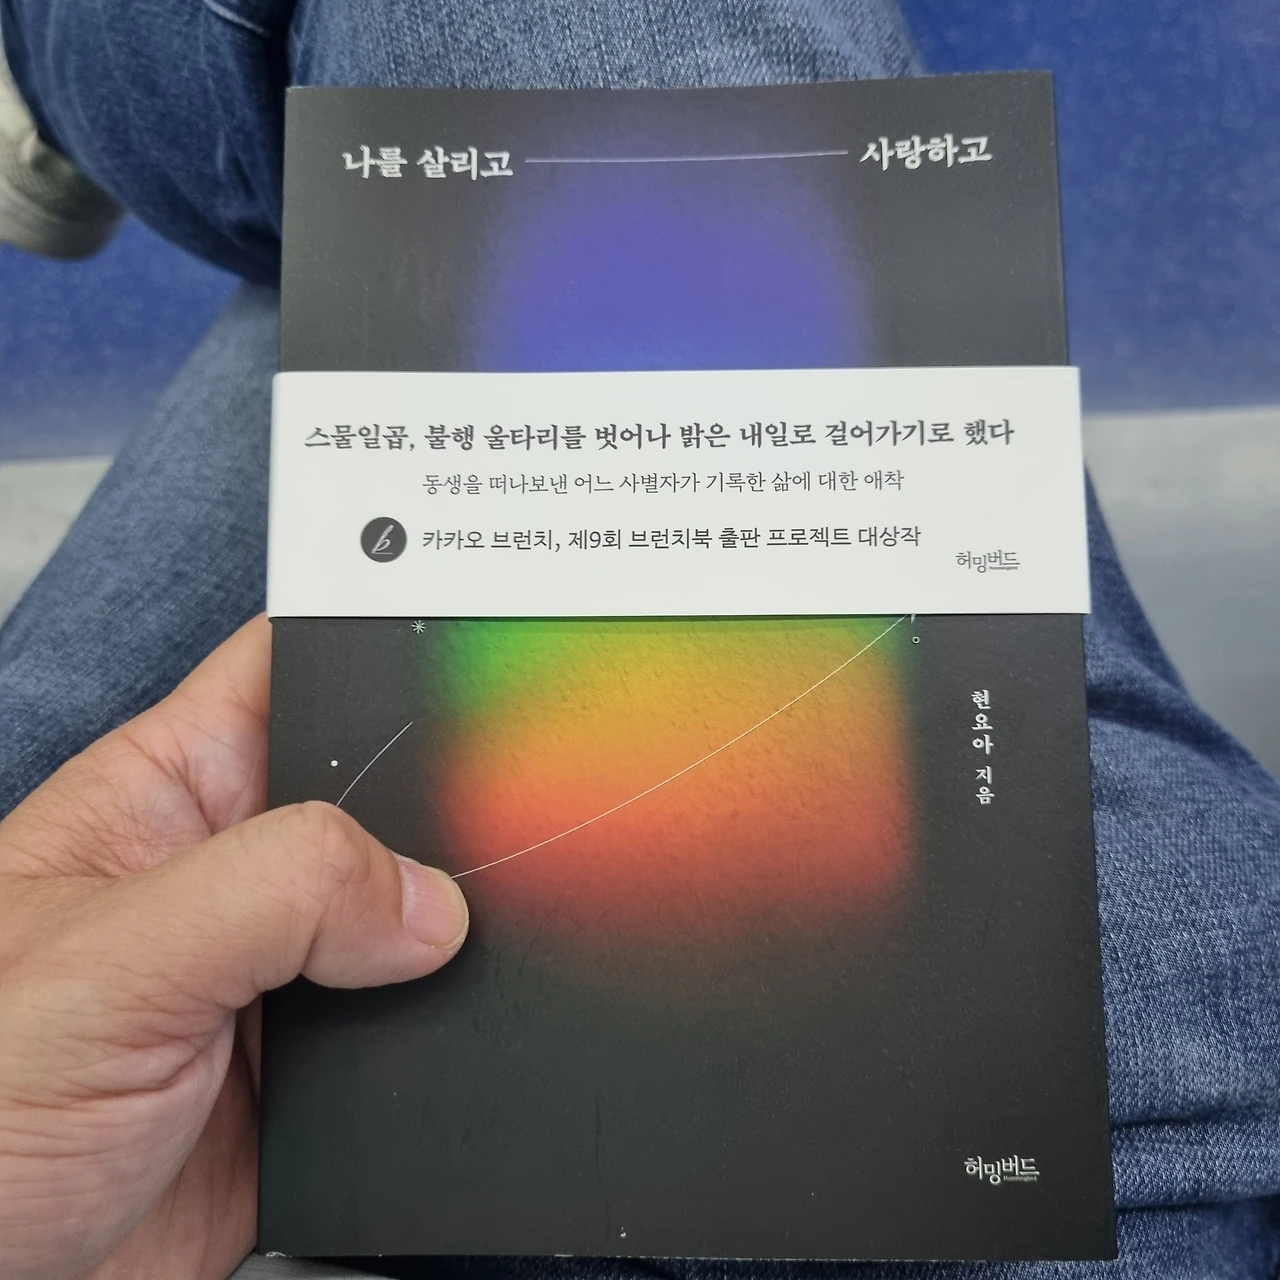 나를 살리고 사랑하고
스물일곱, 불행 울타리를 벗어나 밝은 내일로 걸어가기로 했다
동생을 떠나보낸 어느 사별자가 기록한 삶에 대한 애착
b 카카오 브런치, 제9회 브런치북 출판 프로젝트 대상작
허밍버드
현요아 지음
허밍버드